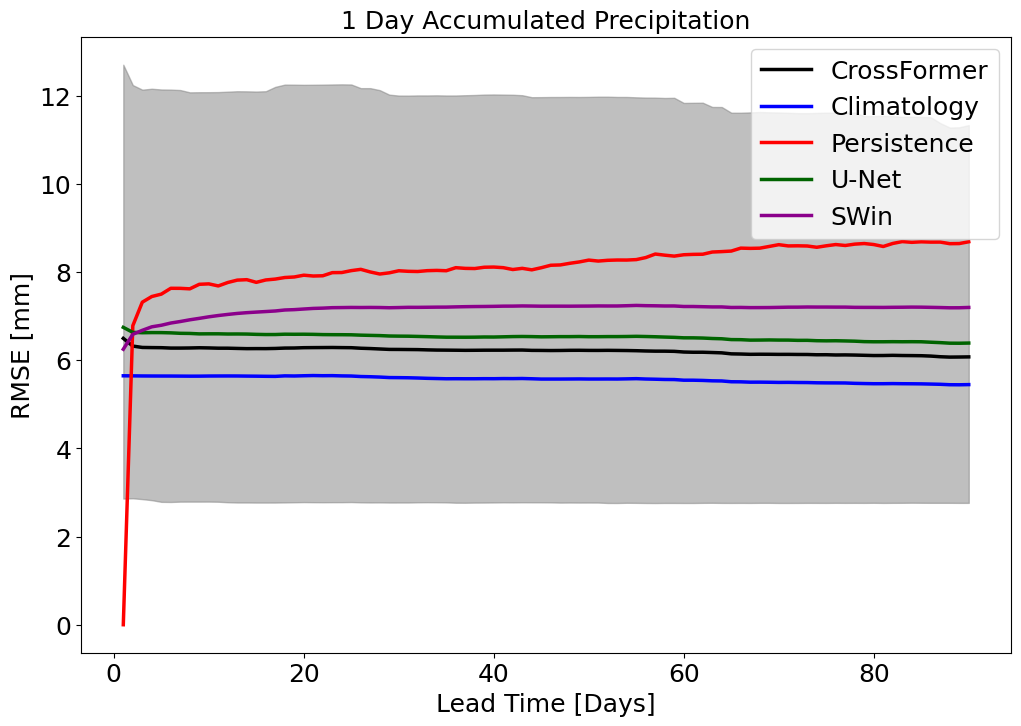 1 Day Accumulated Precipitation
CrossFormer
Climatology
Persistence
U-Net
SWin
RMSE [mm]
12
10
8
6
4
2
0
0 20 40 60 80
Lead Time [Days]